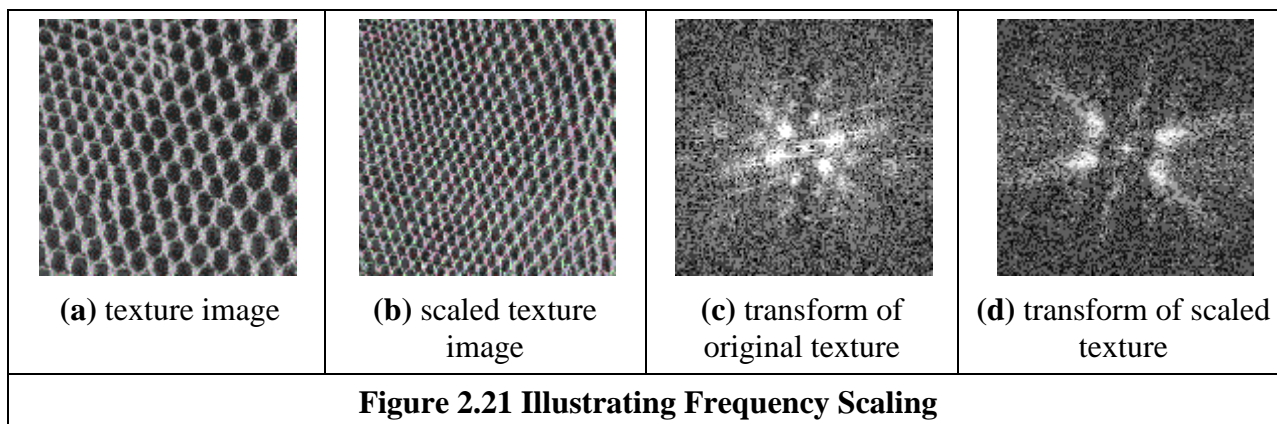 (a) texture image
(b) scaled texture
image
(c) transform of
original texture
(d) transform of scaled
texture
Figure 2.21 Illustrating Frequency Scaling